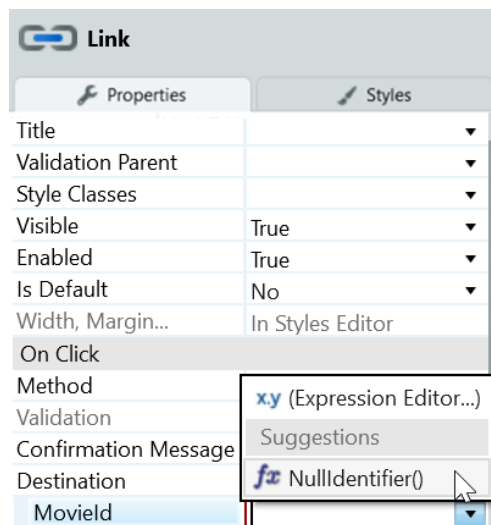 Link
Properties Styles
Title
Validation Parent
Style Classes
Visible True
Enabled True
Is Default No
Width, Margin... In Styles Editor
On Click
Method
x.y (Expression Editor...)
Validation
Suggestions
Confirmation Message
Destination
fx NullIdentifier()
MovieId